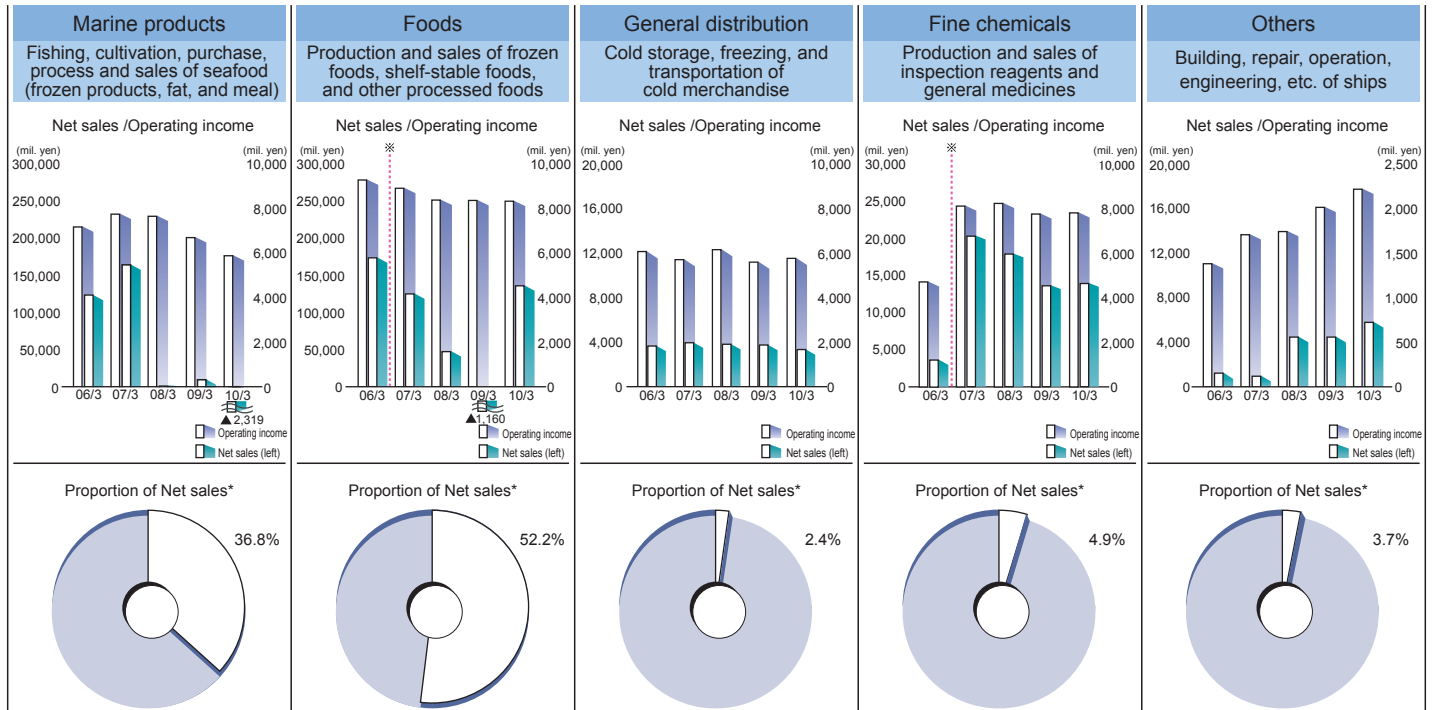 Marine products
Fishing, cultivation, purchase,
process and sales of seafood
(frozen products, fat, and meal)
Net sales /Operating income
(mil. yen)
(mil. yen)
300,000
10,000
250,000
8,000
200,000
6,000
150,000
4,000
100,000
2,000
50,000
0
0
06/3 07/3 08/3 09/3 10/3
▲2,319
Operating income
Net sales (left)
Proportion of Net sales*
36.8%
Foods
Production and sales of frozen
foods, shelf-stable foods,
and other processed foods
Net sales /Operating income
(mil. yen)
※
(mil. yen)
300,000
10,000
250,000
8,000
200,000
6,000
150,000
4,000
100,000
2,000
50,000
0
0
06/3 07/3 08/3 09/3 10/3
▲1,160
Operating income
Net sales (left)
Proportion of Net sales*
52.2%
General distribution
Cold storage, freezing, and
transportation of
cold merchandise
Net sales /Operating income
(mil. yen)
(mil. yen)
20,000
10,000
16,000
8,000
12,000
6,000
8,000
4,000
4,000
2,000
0
0
06/3 07/3 08/3 09/3 10/3
Operating income
Net sales (left)
Proportion of Net sales*
2.4%
Fine chemicals
Production and sales of
inspection reagents and
general medicines
Net sales /Operating income
(mil. yen)
※
(mil. yen)
30,000
10,000
25,000
8,000
20,000
6,000
15,000
4,000
10,000
2,000
5,000
0
0
06/3 07/3 08/3 09/3 10/3
Operating income
Net sales (left)
Proportion of Net sales*
4.9%
Others
Building, repair, operation,
engineering, etc. of ships
Net sales /Operating income
(mil. yen)
(mil. yen)
20,000
2,500
16,000
2,000
12,000
1,500
8,000
1,000
4,000
500
0
0
06/3 07/3 08/3 09/3 10/3
Operating income
Net sales (left)
Proportion of Net sales*
3.7%